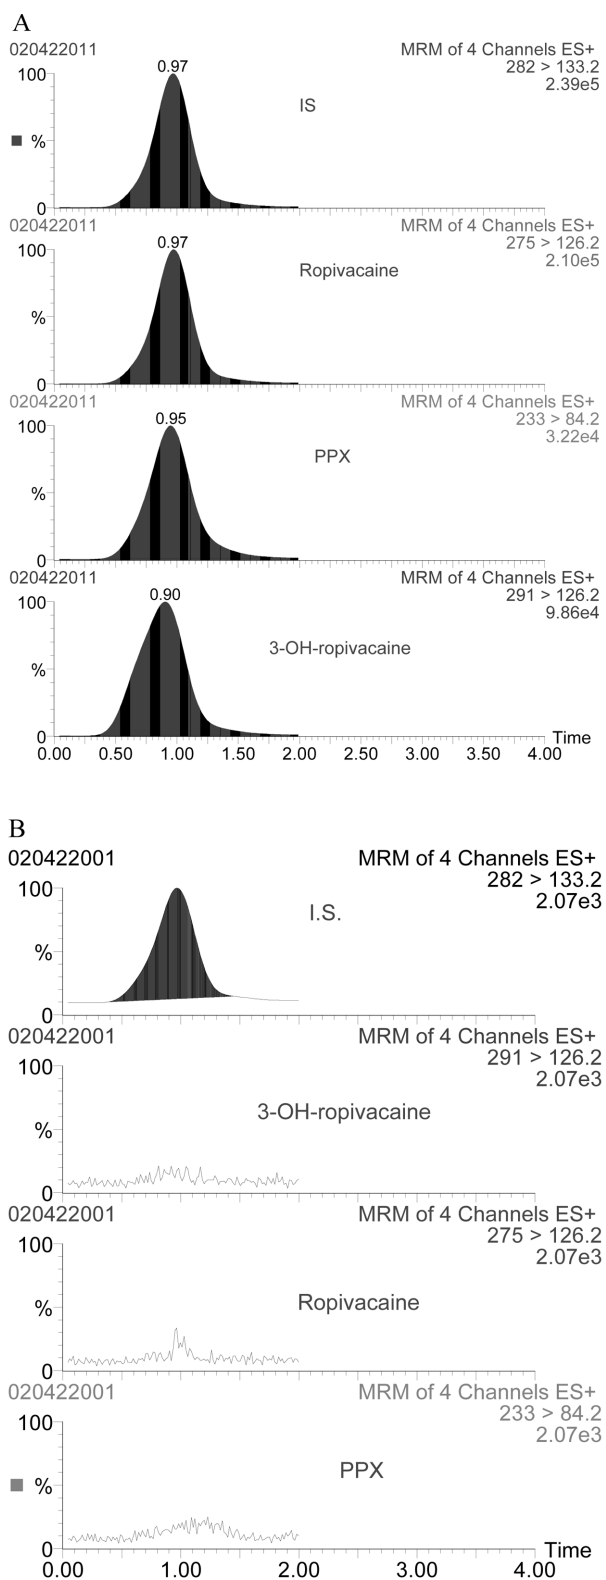 A
020422011 MRM of 4 Channels ES+
282 > 133.2
2.39e5
0.97
100
IS
%
0
020422011 MRM of 4 Channels ES+
275 > 126.2
2.10e5
0.97
100
Ropivacaine
%
0
020422011 MRM of 4 Channels ES+
233 > 84.2
3.22e4
0.95
100
PPX
%
0
020422011 MRM of 4 Channels ES+
291 > 126.2
9.86e4
0.90
100
3-OH-ropivacaine
%
0
Time
0.00 0.50 1.00 1.50 2.00 2.50 3.00 3.50 4.00
B
020422001 MRM of 4 Channels ES+
282 > 133.2
2.07e3
100
I.S.
%
0
020422001 MRM of 4 Channels ES+
291 > 126.2
2.07e3
100
3-OH-ropivacaine
%
0
020422001 MRM of 4 Channels ES+
275 > 126.2
2.07e3
100
Ropivacaine
%
0
020422001 MRM of 4 Channels ES+
233 > 84.2
2.07e3
100
PPX
%
0
Time
0.00 1.00 2.00 3.00 4.00